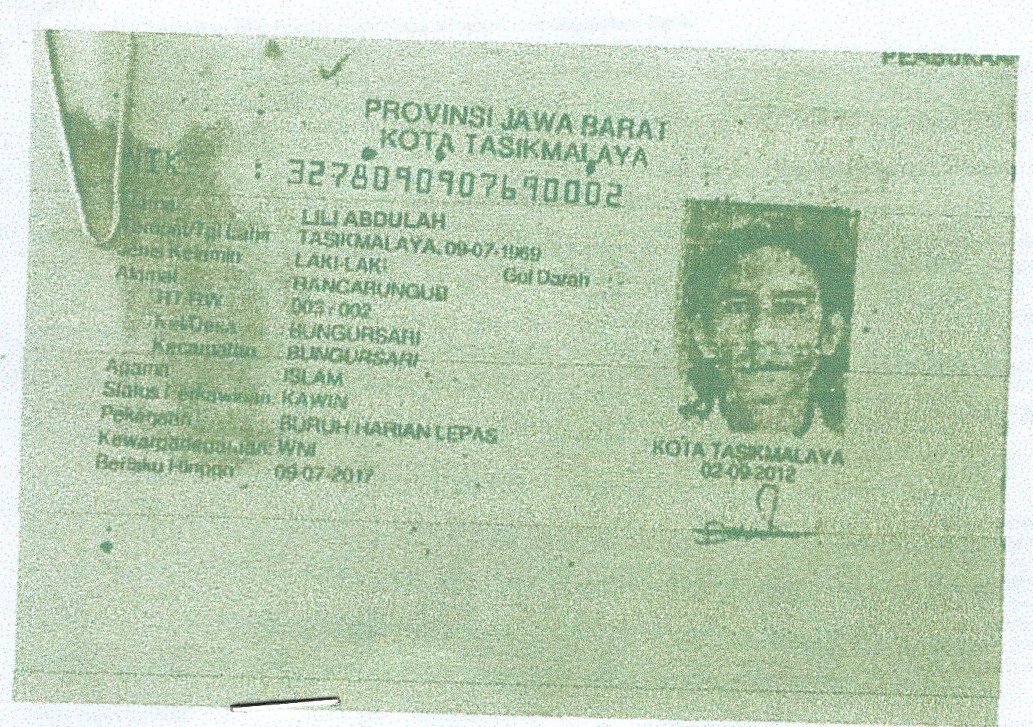 PEMBUKAAN
PROVINSI JAWA BARAT
KOTA TASIKMALAYA
NIK : 3278090907690002
Nama : LILI ABDULAH
Tempat/Tgl Lahir : TASIKMALAYA, 09-07-1969
Jenis Kelamin : LAKI-LAKI Gol Darah :
Alamat : RANCABUNGUR
RT/RW : 003 / 002
Kel/Desa : BUNGURSARI
Kecamatan : BUNGURSARI
Agama : ISLAM
Status Perkawinan : KAWIN
Pekerjaan : BURUH HARIAN LEPAS
Kewarganegaraan: WNI
Berlaku Hingga : 09-07-2017
KOTA TASIKMALAYA
02-09-2012